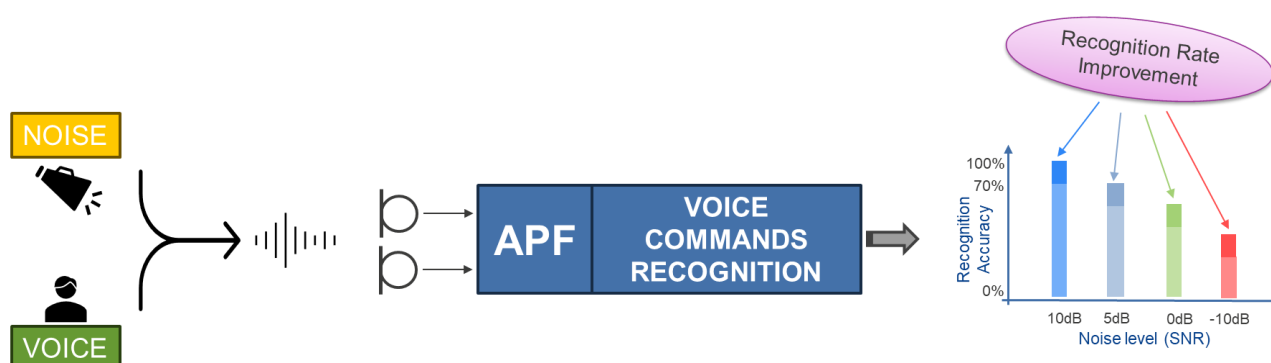 NOISE
VOICE
APF
VOICE
COMMANDS
RECOGNITION
Recognition Rate
Improvement
Recognition
Accuracy
100%
70%
0%
10dB 5dB 0dB -10dB
Noise level (SNR)